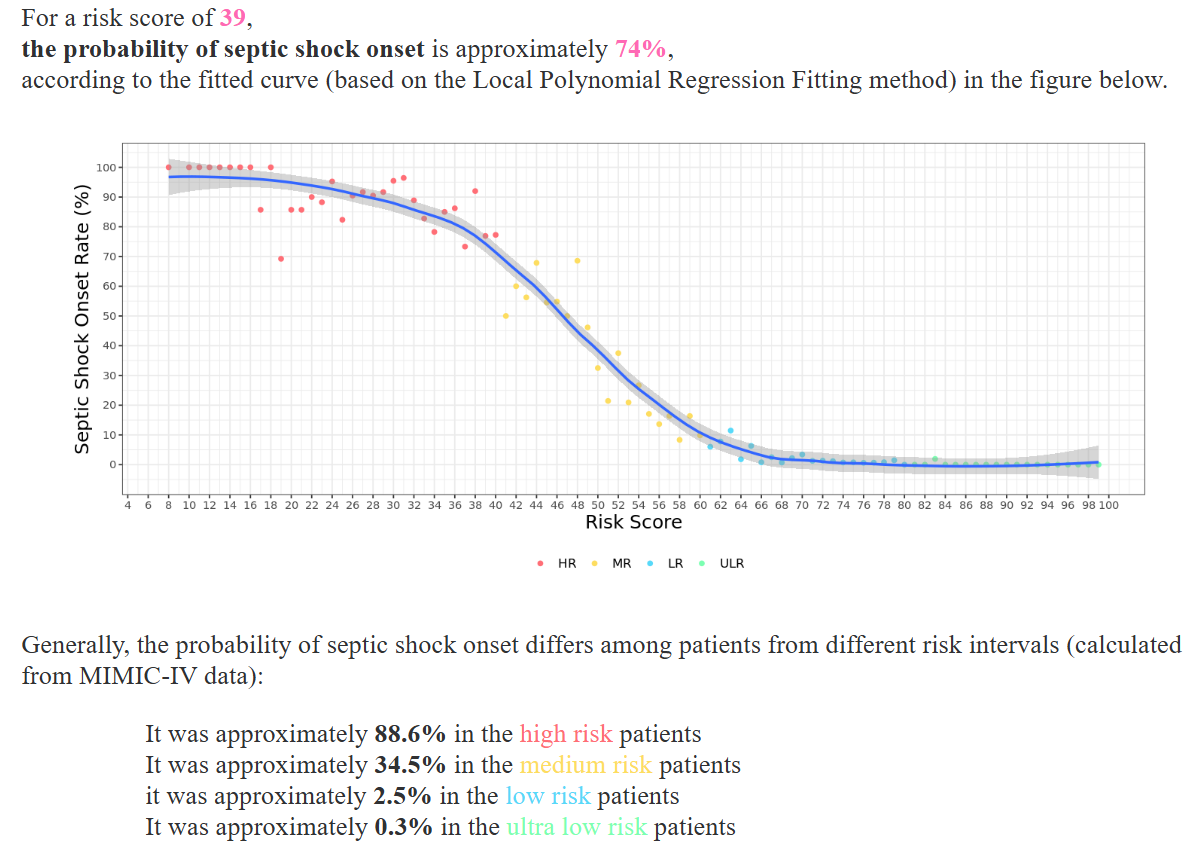 For a risk score of 39,
the probability of septic shock onset is approximately 74%,
according to the fitted curve (based on the Local Polynomial Regression Fitting method) in the figure below.
Septic Shock Onset Rate (%)
100
90
80
70
60
50
40
30
20
10
0
4 6 8 10 12 14 16 18 20 22 24 26 28 30 32 34 36 38 40 42 44 46 48 50 52 54 56 58 60 62 64 66 68 70 72 74 76 78 80 82 84 86 88 90 92 94 96 98 100
Risk Score
HR MR LR ULR
Generally, the probability of septic shock onset differs among patients from different risk intervals (calculated
from MIMIC-IV data):
It was approximately 88.6% in the high risk patients
It was approximately 34.5% in the medium risk patients
it was approximately 2.5% in the low risk patients
It was approximately 0.3% in the ultra low risk patients